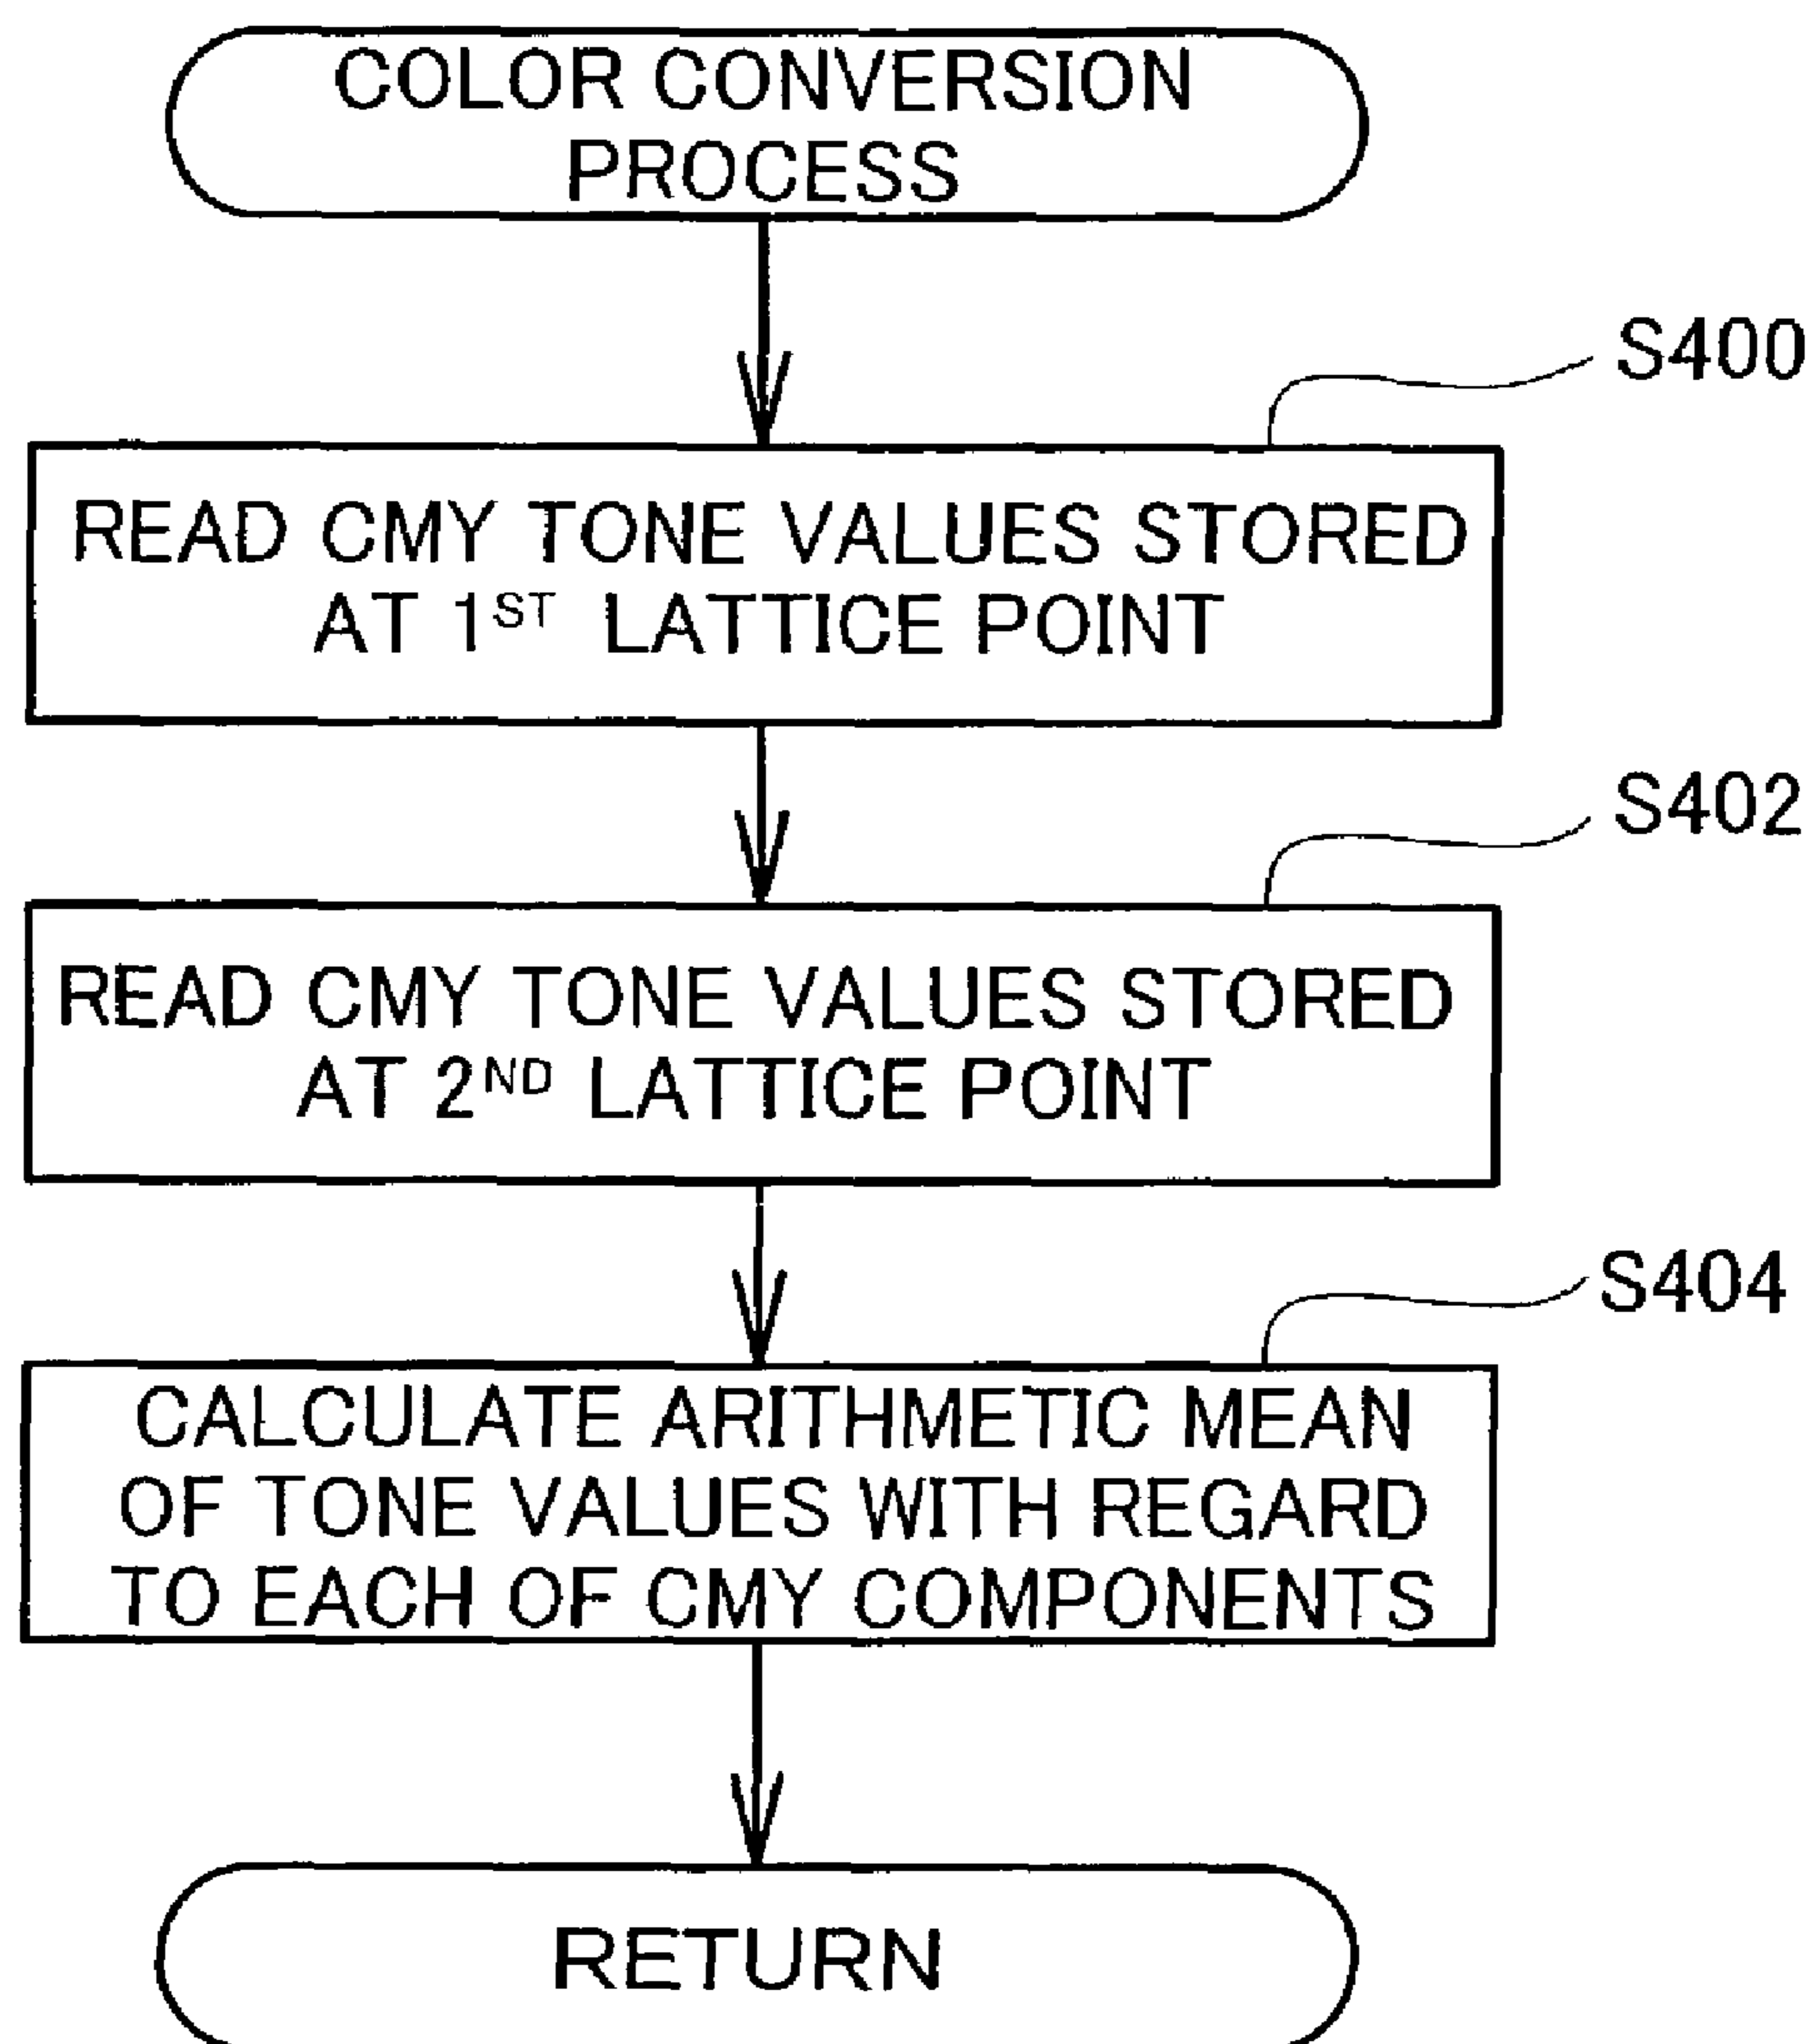 COLOR CONVERSION
PROCESS
S400
READ CMY TONE VALUES STORED
AT 1ST LATTICE POINT
S402
READ CMY TONE VALUES STORED
AT 2ND LATTICE POINT
S404
CALCULATE ARITHMETIC MEAN
OF TONE VALUES WITH REGARD
TO EACH OF CMY COMPONENTS
RETURN